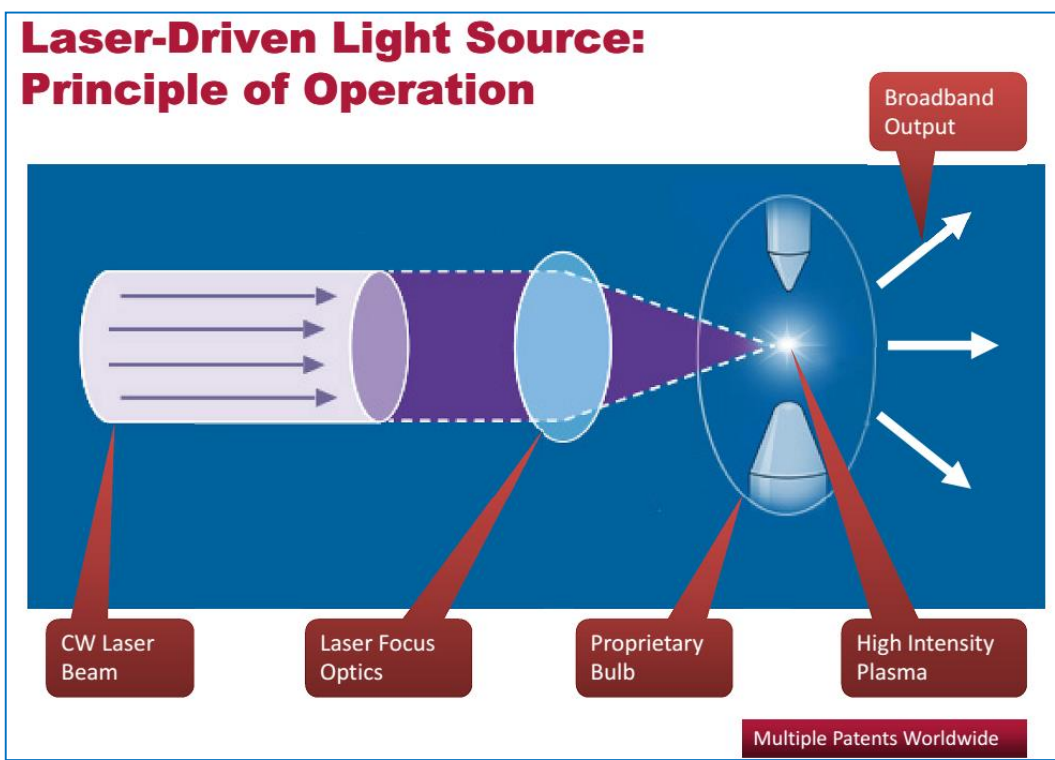 Laser-Driven Light Source:
Principle of Operation
Broadband
Output
CW Laser
Beam
Laser Focus
Optics
Proprietary
Bulb
High Intensity
Plasma
Multiple Patents Worldwide